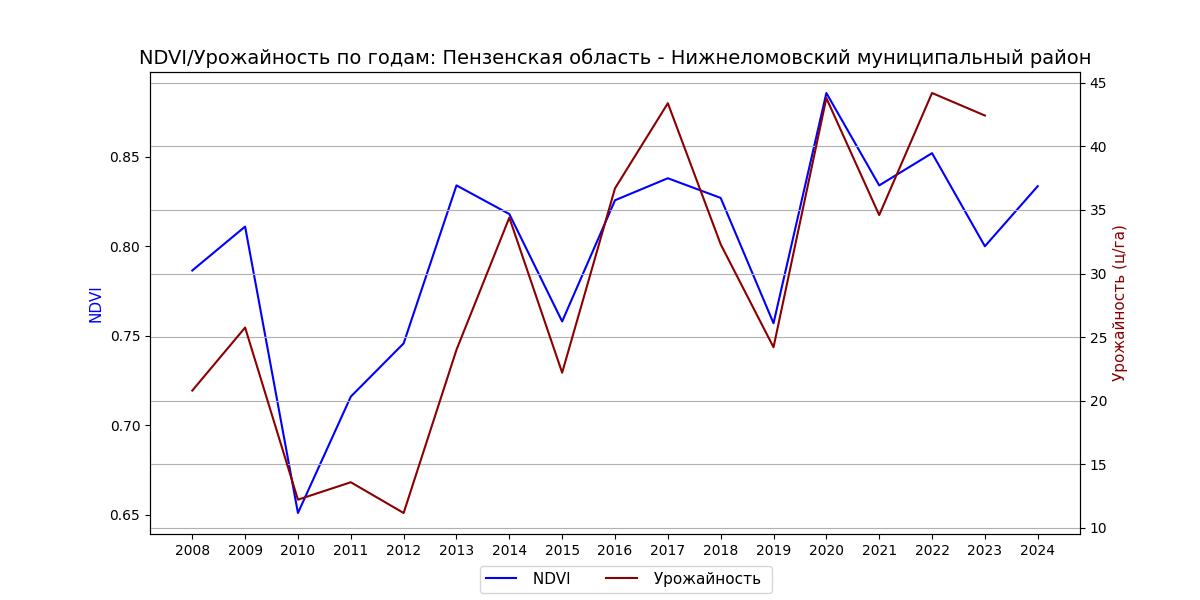 NDVI/Урожайность по годам: Пензенская область - Нижнеломовский муниципальный район
45
40
35
30
25
20
15
10
0.85
0.80
0.75
0.70
0.65
NDVI
Урожайность (ц/га)
2008 2009 2010 2011 2012 2013 2014 2015 2016 2017 2018 2019 2020 2021 2022 2023 2024
NDVI Урожайность